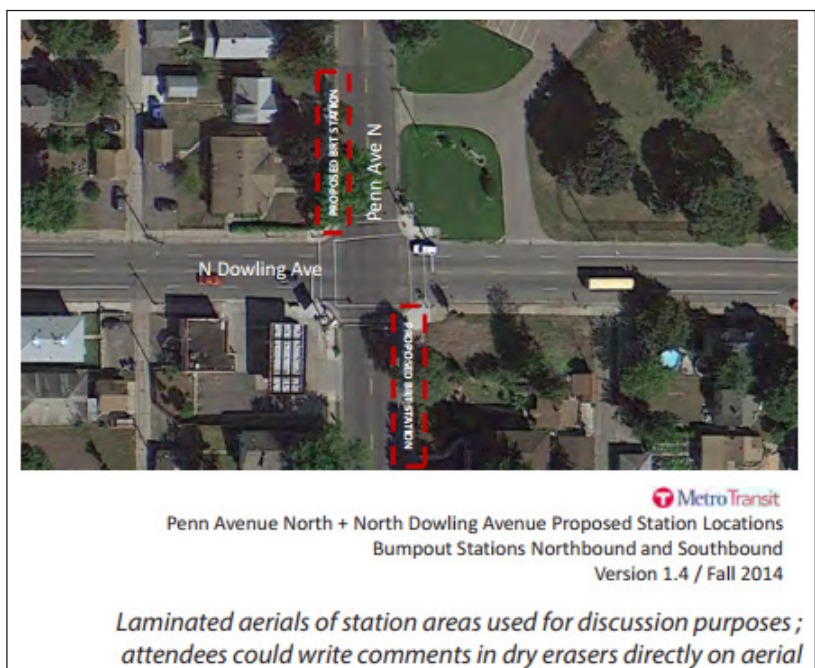 PROPOSED BRT STATION
Penn Ave N
N Dowling Ave
PROPOSED BRT STATION
MetroTransit
Penn Avenue North + North Dowling Avenue Proposed Station Locations
Bumpout Stations Northbound and Southbound
Version 1.4 / Fall 2014
Laminated aerials of station areas used for discussion purposes ;
attendees could write comments in dry erasers directly on aerial